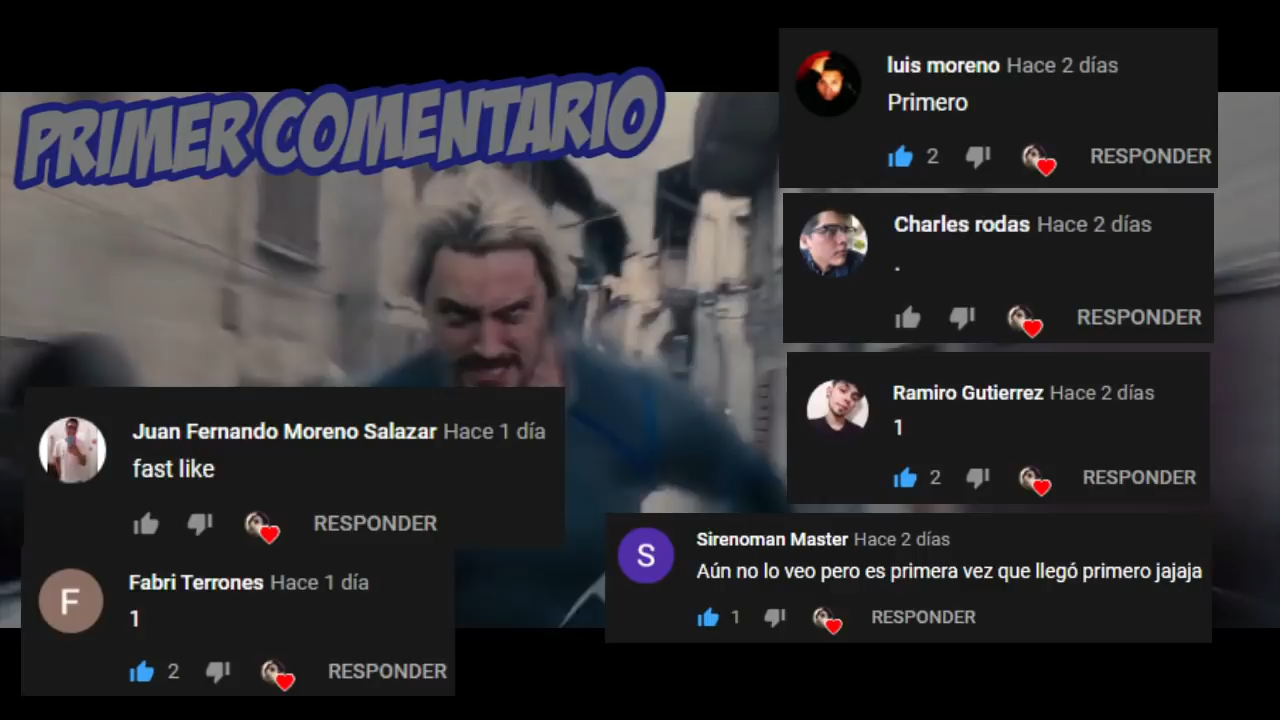 PRIMER COMENTARIO
luis moreno Hace 2 días
Primero
2 RESPONDER
Charles rodas Hace 2 días
.
RESPONDER
Ramiro Gutierrez Hace 2 días
1
2 RESPONDER
Juan Fernando Moreno Salazar Hace 1 día
fast like
RESPONDER
Fabri Terrones Hace 1 día
F
1
2 RESPONDER
Sirenoman Master Hace 2 días
S
Aún no lo veo pero es primera vez que llegó primero jajaja
1 RESPONDER